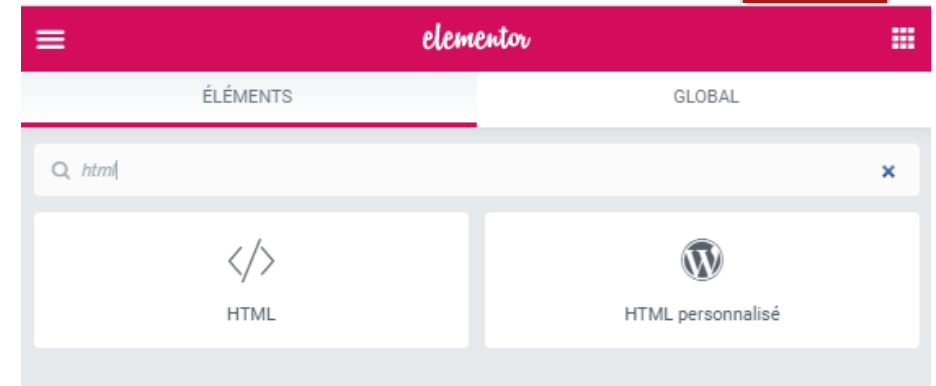 elementor
ÉLÉMENTS GLOBAL
html
HTML HTML personnalisé